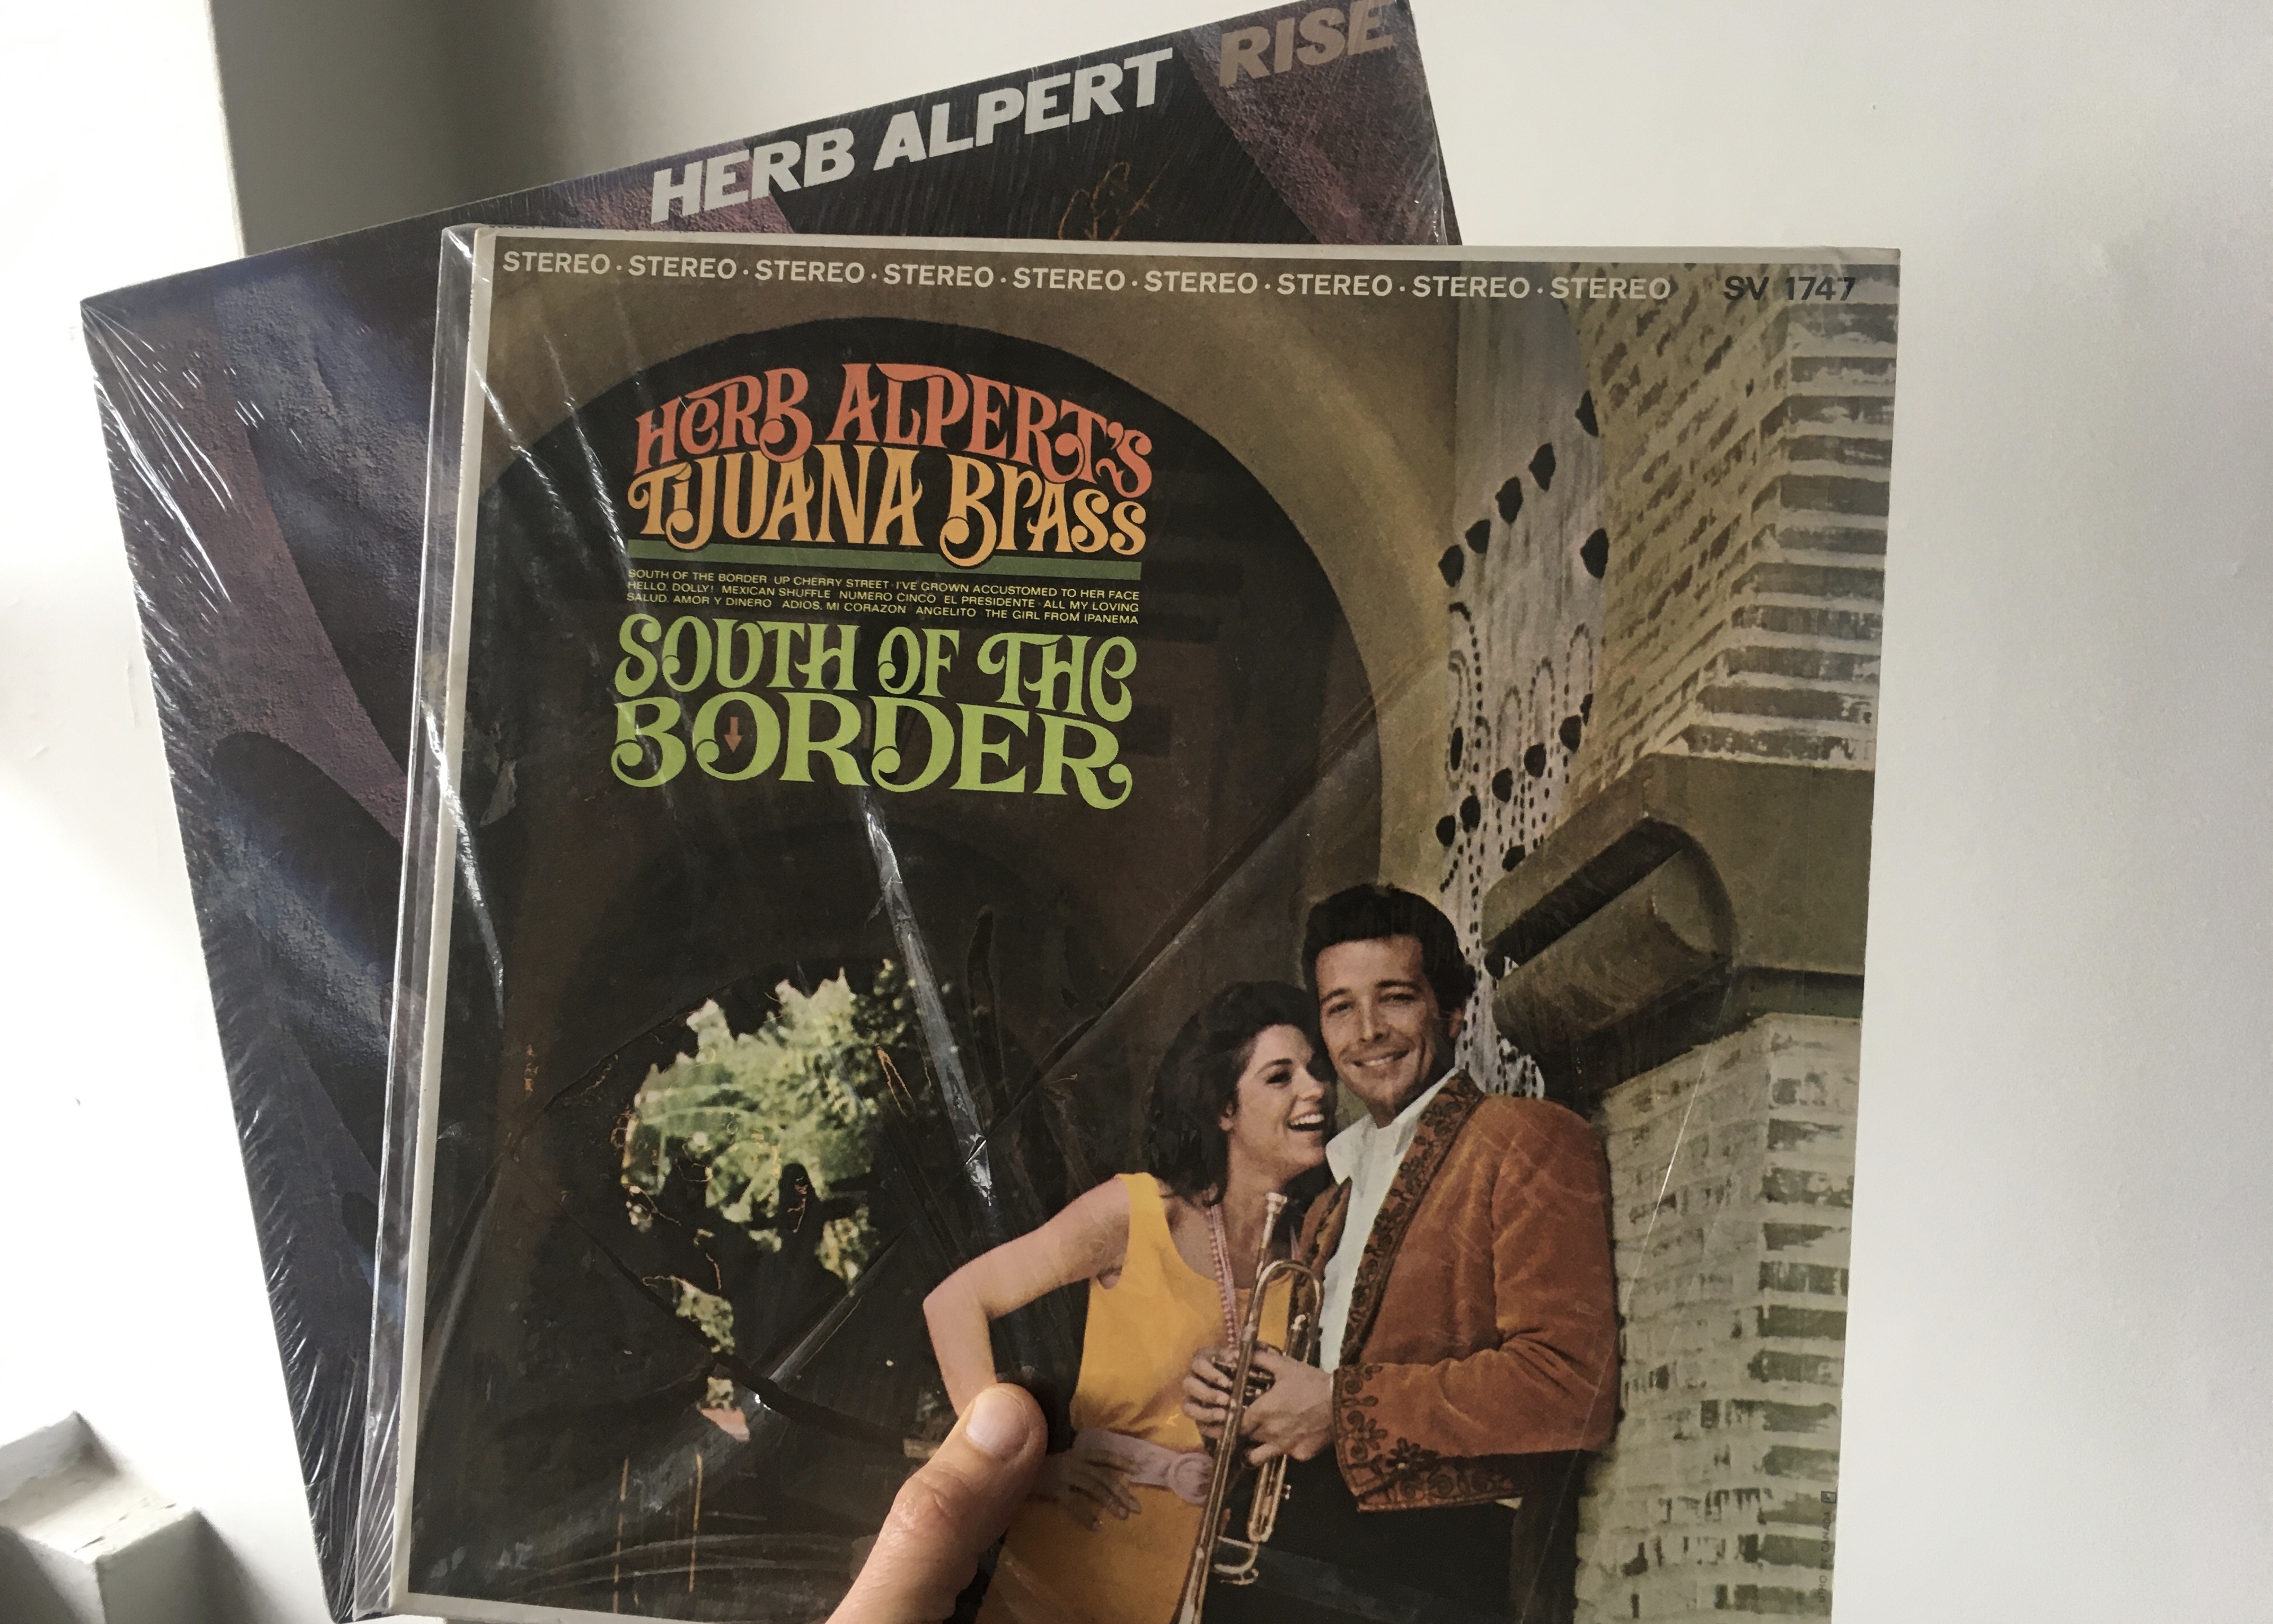 HERB ALPERT RISE
STEREO · STEREO · STEREO · STEREO · STEREO · STEREO · STEREO · STEREO · STEREO SV 1747
HERB ALPERT'S
TIJUANA BRASS
SOUTH OF THE BORDER UP CHERRY STREET · I'VE GROWN ACCUSTOMED TO HER FACE
HELLO, DOLLY! MEXICAN SHUFFLE NUMERO CINCO EL PRESIDENTE · ALL MY LOVING
SALUD, AMOR Y DINERO ADIOS, MI CORAZON ANGELITO THE GIRL FROM IPANEMA
SOUTH OF THE
BORDER